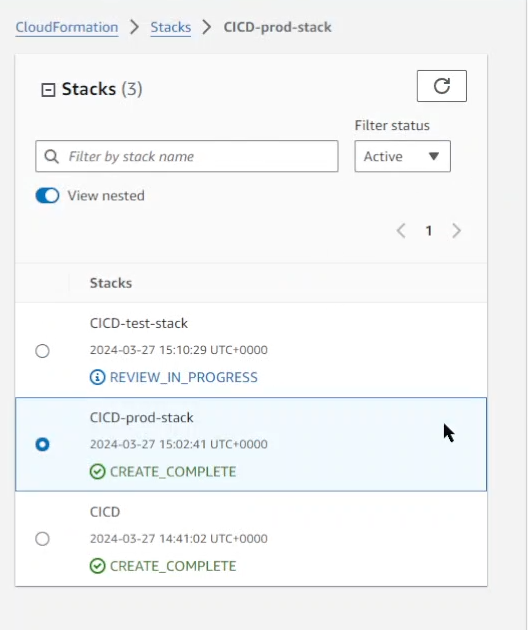 CloudFormation > Stacks > CICD-prod-stack
Stacks (3)
Filter status
Filter by stack name
Active
View nested
1
Stacks
CICD-test-stack
2024-03-27 15:10:29 UTC+0000
REVIEW_IN_PROGRESS
CICD-prod-stack
2024-03-27 15:02:41 UTC+0000
CREATE_COMPLETE
CICD
2024-03-27 14:41:02 UTC+0000
CREATE_COMPLETE